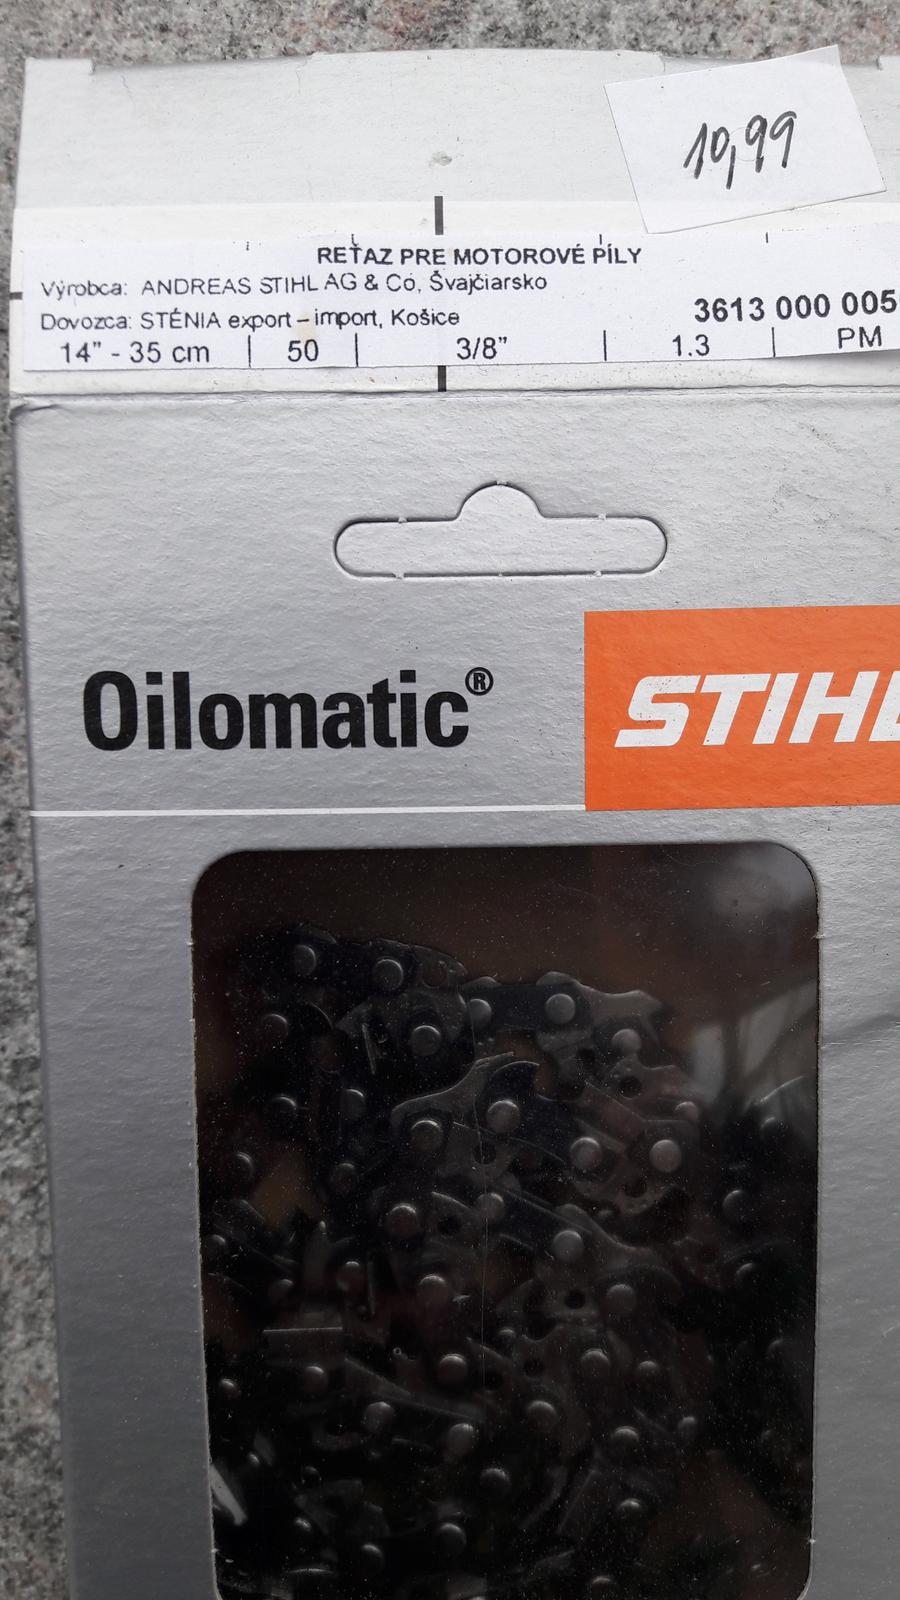 10,99
REŤAZ PRE MOTOROVÉ PÍLY
Výrobca: ANDREAS STIHL AG & Co, Švajčiarsko
3613 000 005
Dovozca: STÉNIA export – import, Košice
14" - 35 cm | 50 | 3/8" | 1.3 | PM
Oilomatic®
STIHL